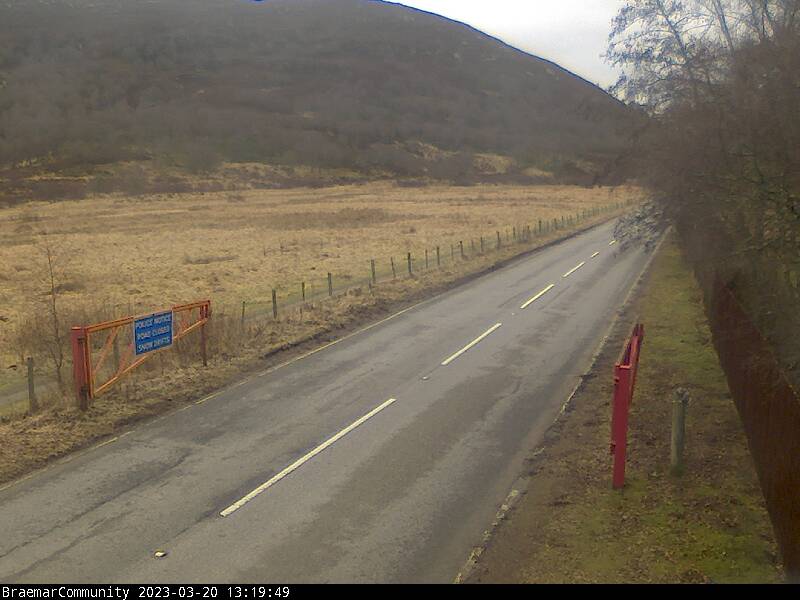 POLICE NOTICE
ROAD CLOSED
SNOW DRIFTS
BraemarCommunity 2023-03-20 13:19:49